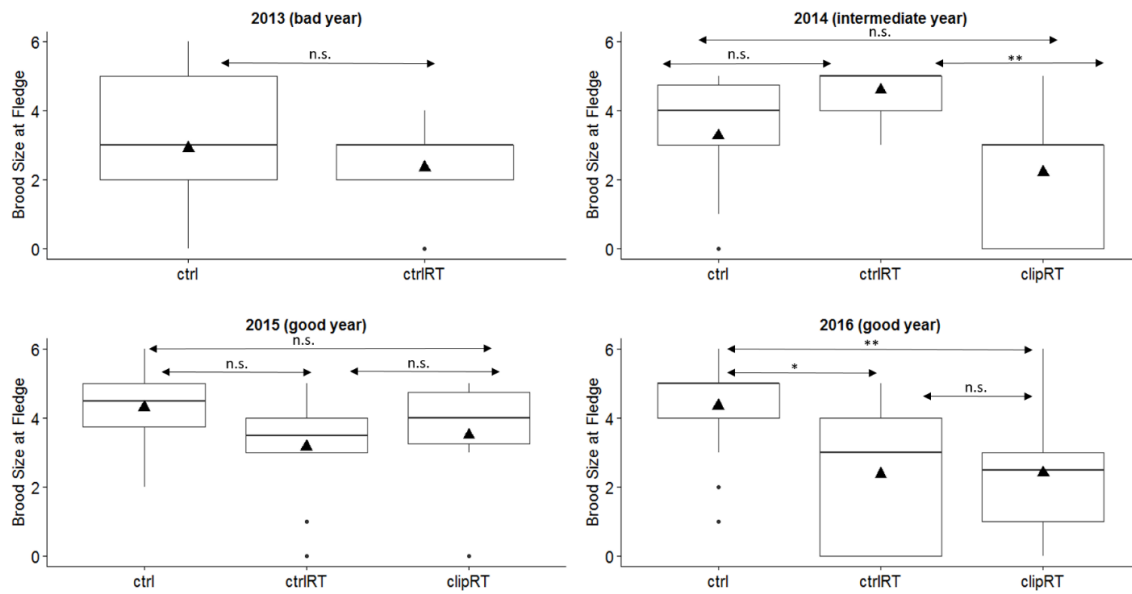 2013 (bad year)
n.s.
6
4
2
0
Brood Size at Fledge
ctrl
ctrlRT
2014 (intermediate year)
n.s.
n.s.
**
6
4
2
0
Brood Size at Fledge
ctrl
ctrlRT
clipRT
2015 (good year)
n.s.
n.s.
n.s.
6
4
2
0
Brood Size at Fledge
ctrl
ctrlRT
clipRT
2016 (good year)
**
*
n.s.
6
4
2
0
Brood Size at Fledge
ctrl
ctrlRT
clipRT